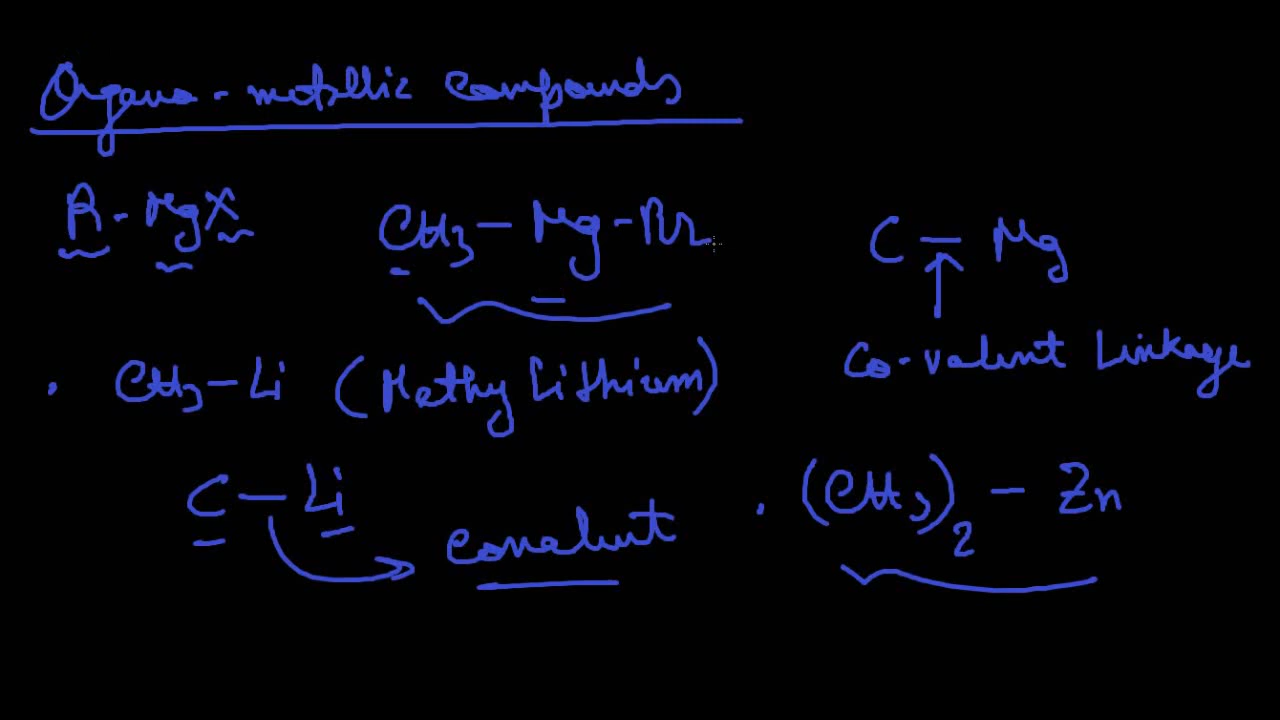 Organo-metallic compounds
R-MgX
CH3-Mg-Br
C-Mg
Co-valent Linkage
. CH3-Li (Methy Lithium)
C-Li
covalent
. (CH3)2-Zn